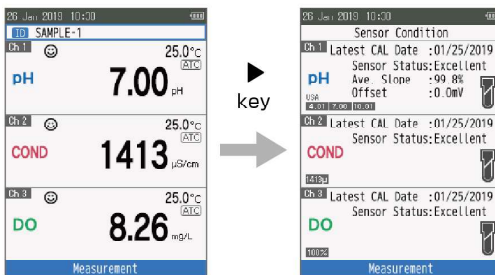 26 Jan 2019 10:00
ID SAMPLE-1
Ch 1
25.0°C
ATC
pH
7.00 pH
Ch 2
25.0°C
ATC
COND
1413 µS/cm
Ch 3
25.0°C
ATC
DO
8.26 mg/L
Measurement
key
26 Jan 2019 10:00
Sensor Condition
Ch 1 Latest CAL Date :01/25/2019
Sensor Status:Excellent
pH Ave. Slope :99.8%
Offset :0.0mV
USA
4.01 7.00 10.01
Ch 2 Latest CAL Date :01/25/2019
Sensor Status:Excellent
COND
1413µ
Ch 3 Latest CAL Date :01/25/2019
Sensor Status:Excellent
DO
100%
Measurement